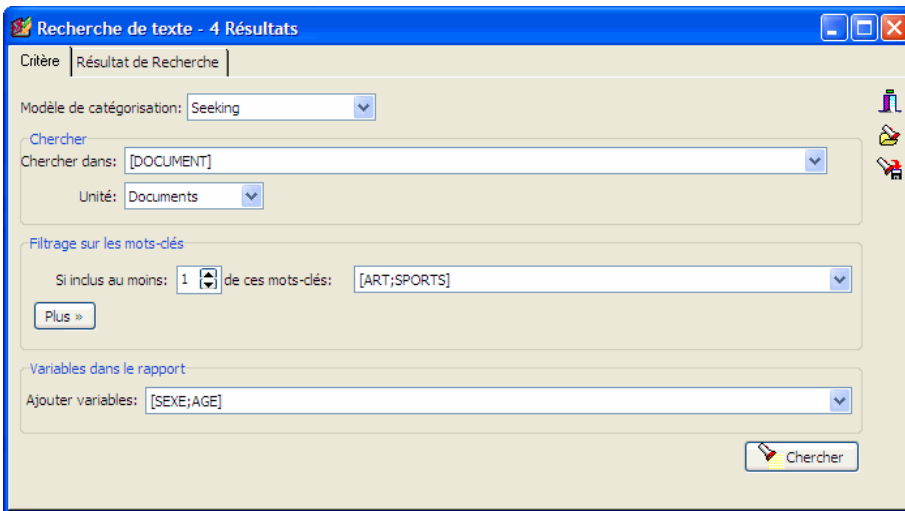 Recherche de texte - 4 Résultats
Critère Résultat de Recherche
Modèle de catégorisation: Seeking
Chercher
Chercher dans: [DOCUMENT]
Unité: Documents
Filtrage sur les mots-clés
Si inclus au moins: 1 de ces mots-clés: [ART;SPORTS]
Plus »
Variables dans le rapport
Ajouter variables: [SEXE;AGE]
Chercher